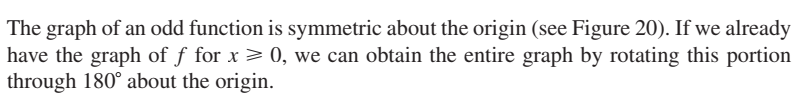 The graph of an odd function is symmetric about the origin (see Figure 20). If we already
have the graph of f for x ⩾ 0, we can obtain the entire graph by rotating this portion
through 180° about the origin.